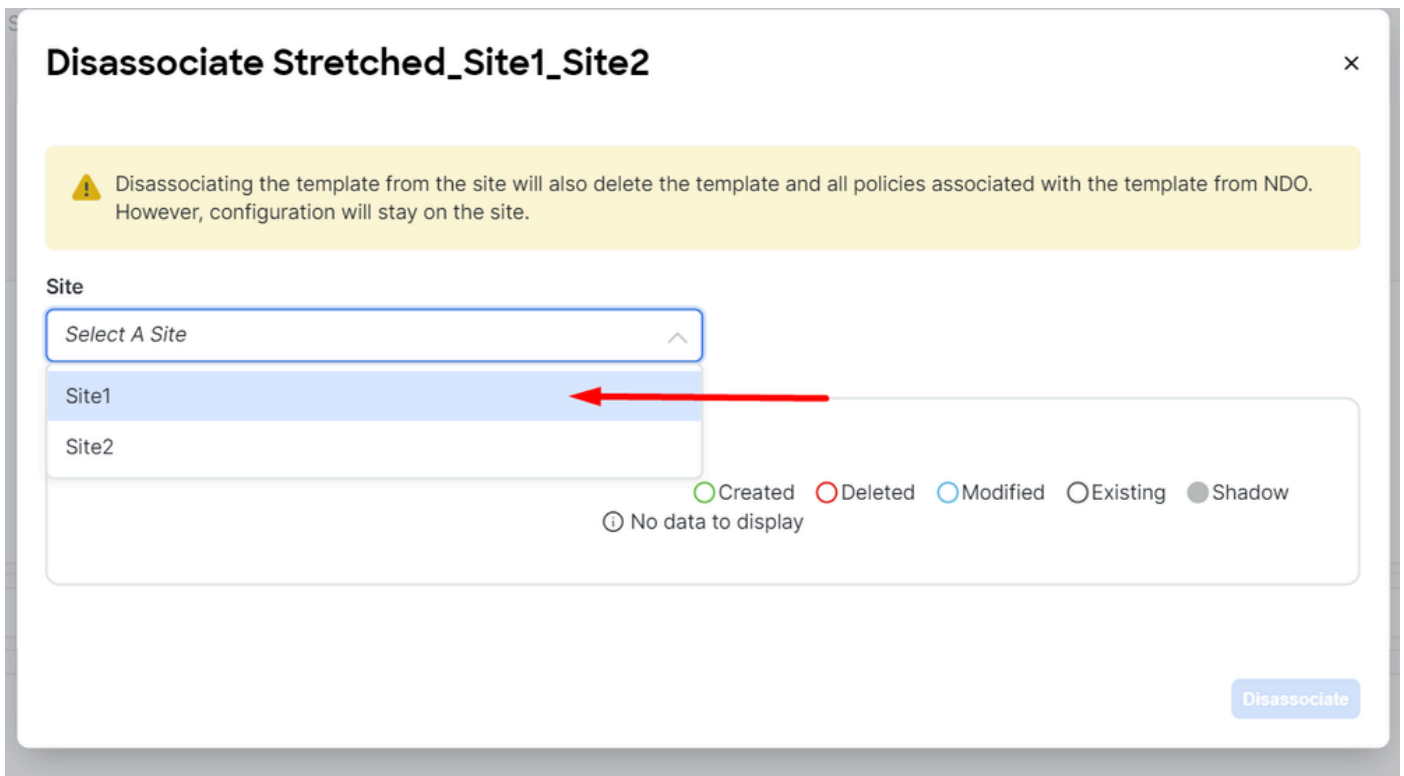 Disassociate Stretched_Site1_Site2
Disassociating the template from the site will also delete the template and all policies associated with the template from NDO.
However, configuration will stay on the site.
Site
Select A Site
Site1
Site2
Created Deleted Modified Existing Shadow
No data to display
Disassociate